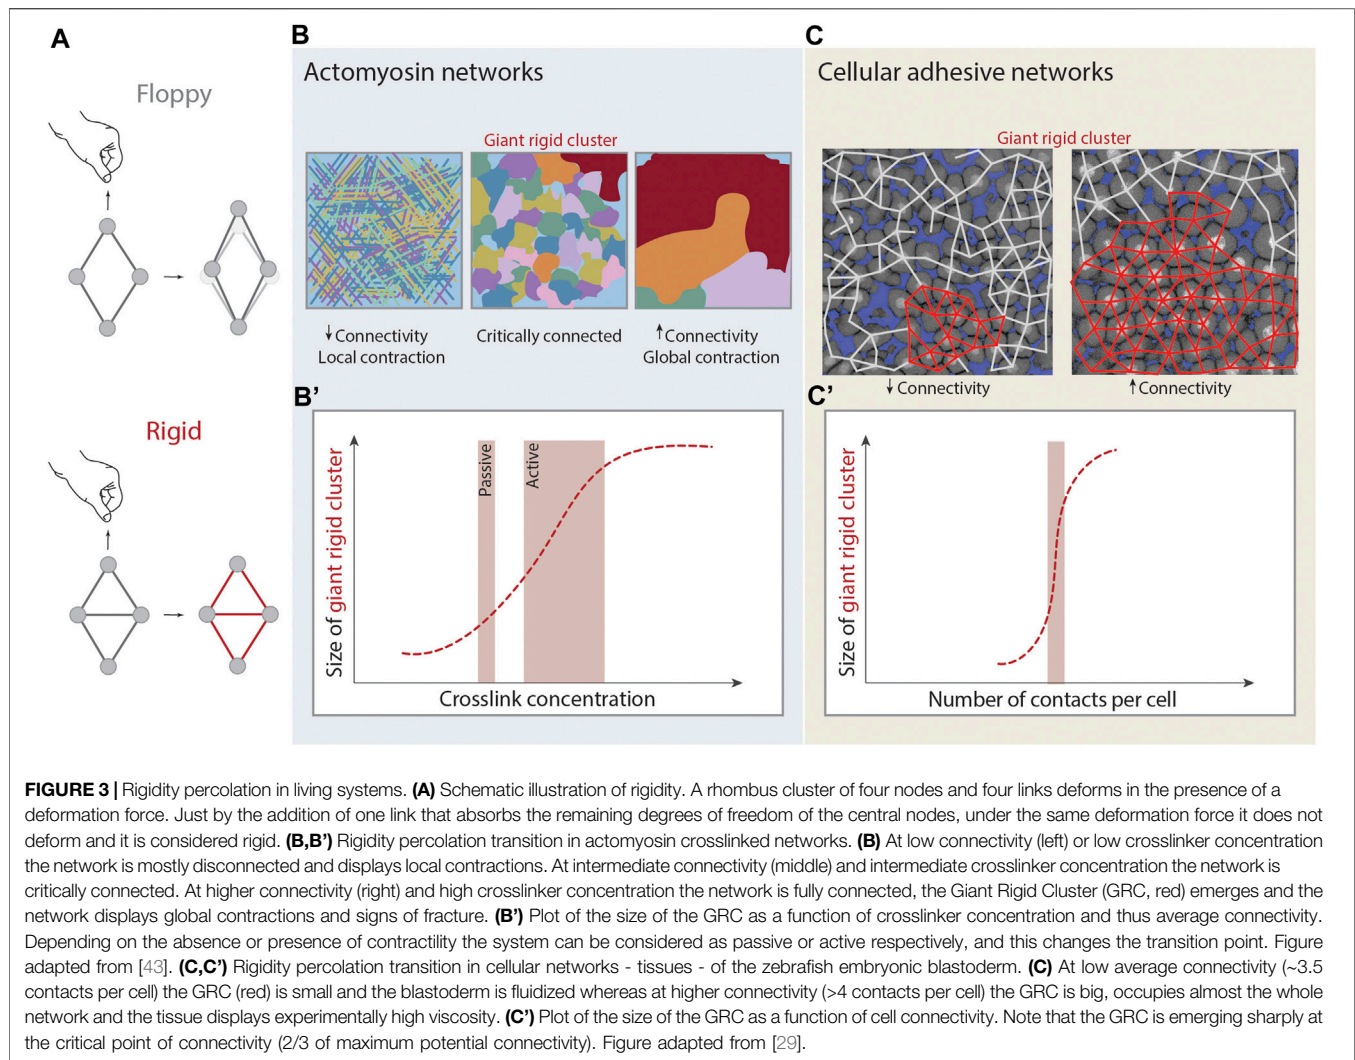 A
Floppy
Rigid
B
Actomyosin networks
Giant rigid cluster
↓ Connectivity
Local contraction
Critically connected
↑ Connectivity
Global contraction
B’
Size of giant rigid cluster
Passive
Active
Crosslink concentration
C
Cellular adhesive networks
Giant rigid cluster
↓ Connectivity
↑ Connectivity
C’
Size of giant rigid cluster
Number of contacts per cell
FIGURE 3 | Rigidity percolation in living systems. (A) Schematic illustration of rigidity. A rhombus cluster of four nodes and four links deforms in the presence of a
deformation force. Just by the addition of one link that absorbs the remaining degrees of freedom of the central nodes, under the same deformation force it does not
deform and it is considered rigid. (B,B’) Rigidity percolation transition in actomyosin crosslinked networks. (B) At low connectivity (left) or low crosslinker concentration
the network is mostly disconnected and displays local contractions. At intermediate connectivity (middle) and intermediate crosslinker concentration the network is
critically connected. At higher connectivity (right) and high crosslinker concentration the network is fully connected, the Giant Rigid Cluster (GRC, red) emerges and the
network displays global contractions and signs of fracture. (B’) Plot of the size of the GRC as a function of crosslinker concentration and thus average connectivity.
Depending on the absence or presence of contractility the system can be considered as passive or active respectively, and this changes the transition point. Figure
adapted from [43]. (C,C’) Rigidity percolation transition in cellular networks - tissues - of the zebrafish embryonic blastoderm. (C) At low average connectivity (~3.5
contacts per cell) the GRC (red) is small and the blastoderm is fluidized whereas at higher connectivity (>4 contacts per cell) the GRC is big, occupies almost the whole
network and the tissue displays experimentally high viscosity. (C’) Plot of the size of the GRC as a function of cell connectivity. Note that the GRC is emerging sharply at
the critical point of connectivity (2/3 of maximum potential connectivity). Figure adapted from [29].